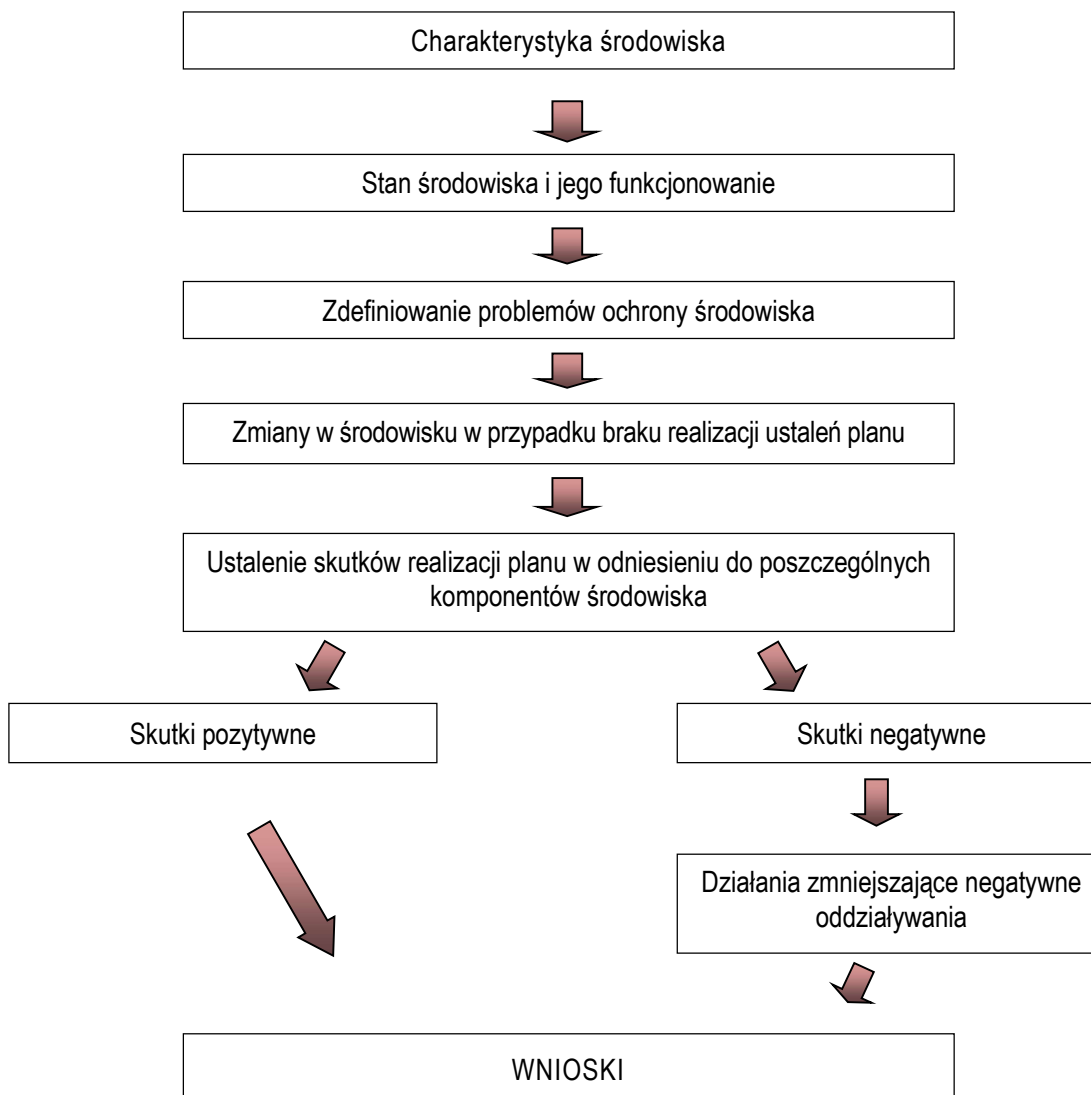 Charakterystyka środowiska
Stan środowiska i jego funkcjonowanie
Zdefiniowanie problemów ochrony środowiska
Zmiany w środowisku w przypadku braku realizacji ustaleń planu
Ustalenie skutków realizacji planu w odniesieniu do poszczególnych
komponentów środowiska
Skutki pozytywne
Skutki negatywne
Działania zmniejszające negatywne
oddziaływania
WNIOSKI